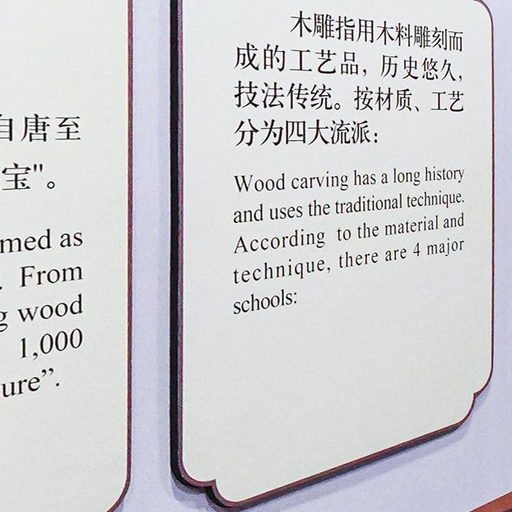 自唐至
宝"。
med as
. From
g wood
1,000
ure”.
木雕指用木料雕刻而
成的工艺品，历史悠久，
技法传统。按材质、工艺
分为四大流派：
Wood carving has a long history
and uses the traditional technique.
According to the material and
technique, there are 4 major
schools: